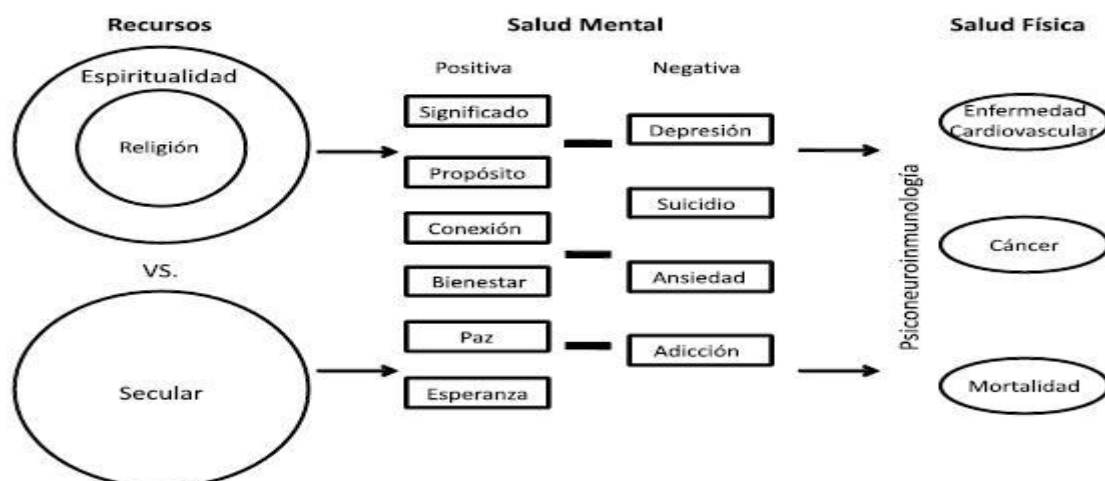 Recursos
Salud Mental
Salud Física
Positiva
Negativa
Espiritualidad
Religión
VS.
Secular
Significado
Propósito
Conexión
Bienestar
Paz
Esperanza
Depresión
Suicidio
Ansiedad
Adicción
Psiconeuroinmunología
Enfermedad
Cardiovascular
Cáncer
Mortalidad